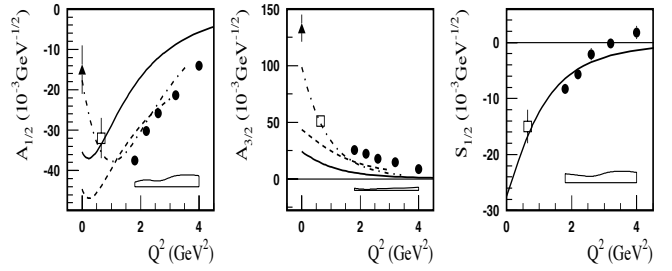 0
-10
-20
-30
-40
0 2 4
A1/2 (10-3GeV-1/2)
Q2 (GeV2)
150
100
50
0
0 2 4
A3/2 (10-3GeV-1/2)
Q2 (GeV2)
0
-10
-20
-30
0 2 4
S1/2 (10-3GeV-1/2)
Q2 (GeV2)